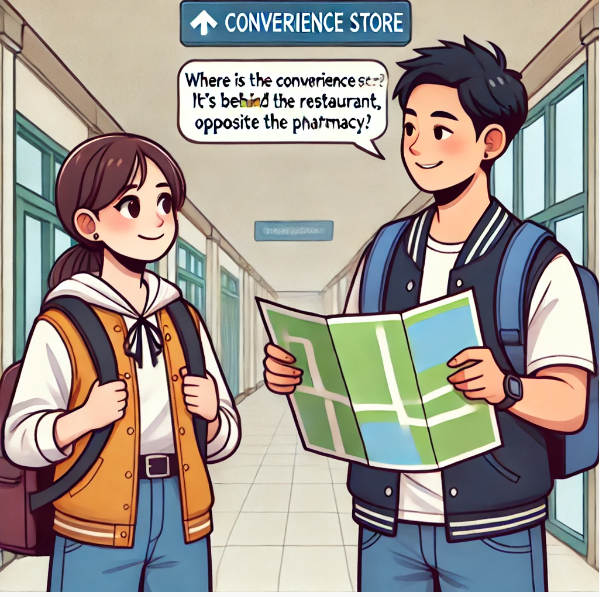 CONVERIENCE STORE
Where is the converience
It's behind the restaurant,
opposite the pharmacy?